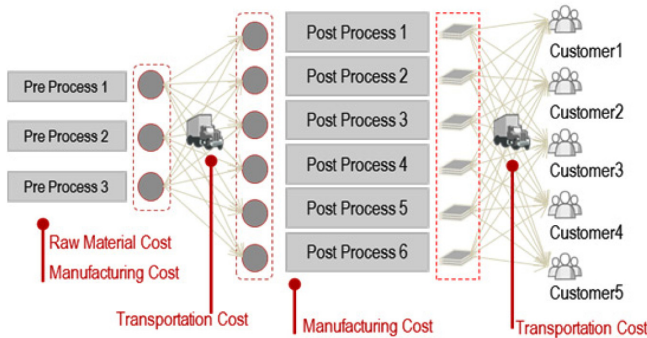 Pre Process 1
Pre Process 2
Pre Process 3
Raw Material Cost
Manufacturing Cost
Transportation Cost
Post Process 1
Post Process 2
Post Process 3
Post Process 4
Post Process 5
Post Process 6
Manufacturing Cost
Customer1
Customer2
Customer3
Customer4
Customer5
Transportation Cost